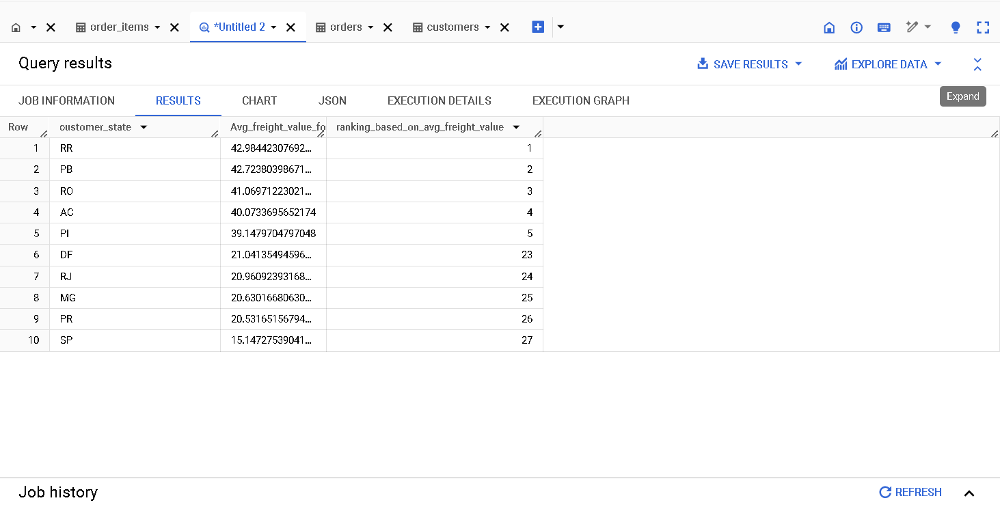 order_items *Untitled 2 orders customers
Query results SAVE RESULTS EXPLORE DATA
Expand
JOB INFORMATION RESULTS CHART JSON EXECUTION DETAILS EXECUTION GRAPH
Row customer_state Avg_freight_value_fo ranking_based_on_avg_freight_value
1 RR 42.98442307692... 1
2 PB 42.72380398671... 2
3 RO 41.06971223021... 3
4 AC 40.0733695652174 4
5 PI 39.1479704797048 5
6 DF 21.04135494596... 23
7 RJ 20.96092393168... 24
8 MG 20.63016680630... 25
9 PR 20.53165156794... 26
10 SP 15.14727539041... 27
Job history REFRESH